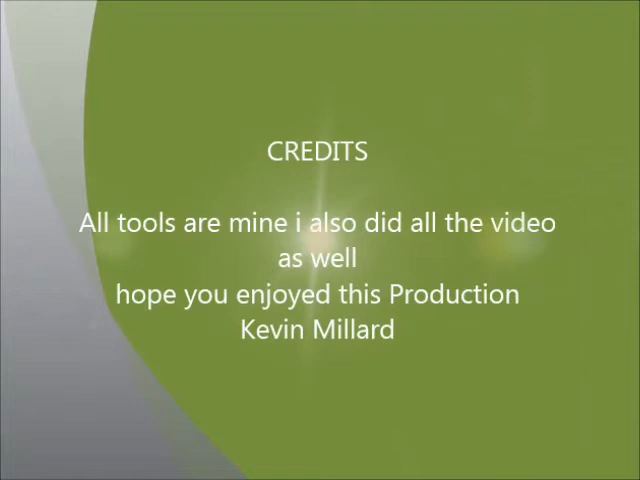 CREDITS
All tools are mine i also did all the video
as well
hope you enjoyed this Production
Kevin Millard